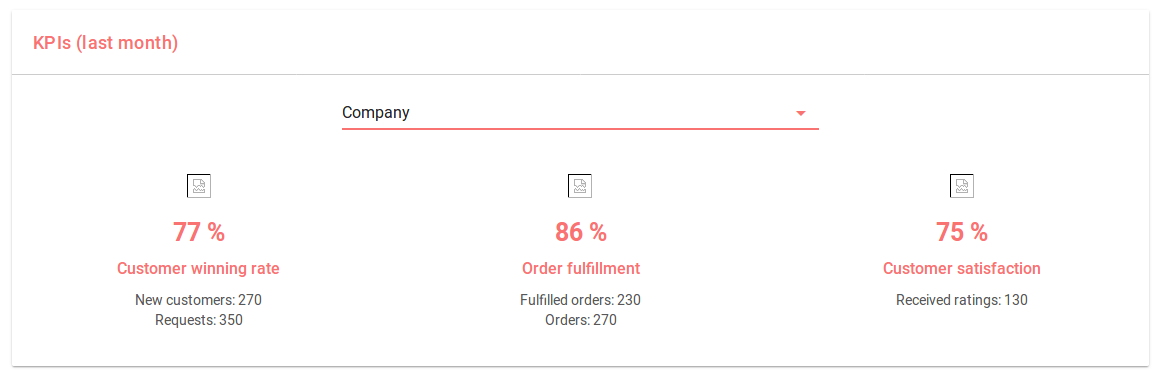 KPIs (last month)
Company
77 %
Customer winning rate
New customers: 270
Requests: 350
86 %
Order fulfillment
Fulfilled orders: 230
Orders: 270
75 %
Customer satisfaction
Received ratings: 130